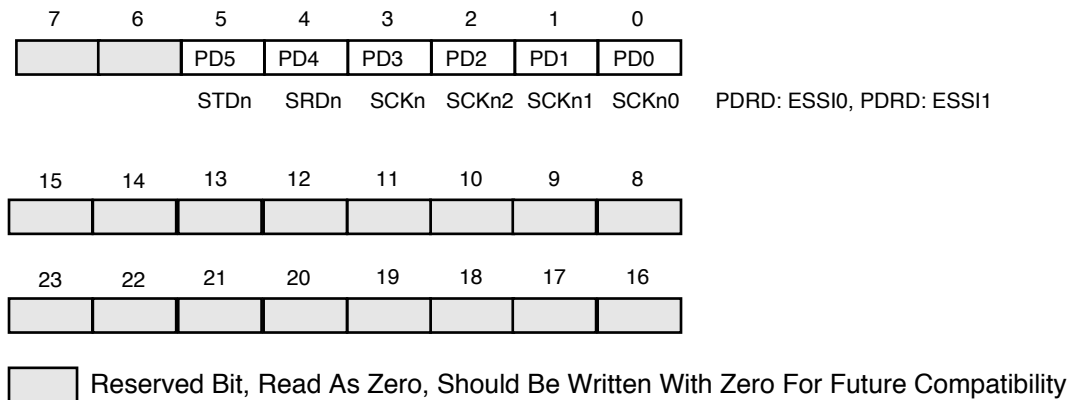 7 6 5 4 3 2 1 0
PD5 PD4 PD3 PD2 PD1 PD0
STDn SRDn SCKn SCKn2 SCKn1 SCKn0 PDRD: ESSI0, PDRD: ESSI1
15 14 13 12 11 10 9 8
23 22 21 20 19 18 17 16
Reserved Bit, Read As Zero, Should Be Written With Zero For Future Compatibility